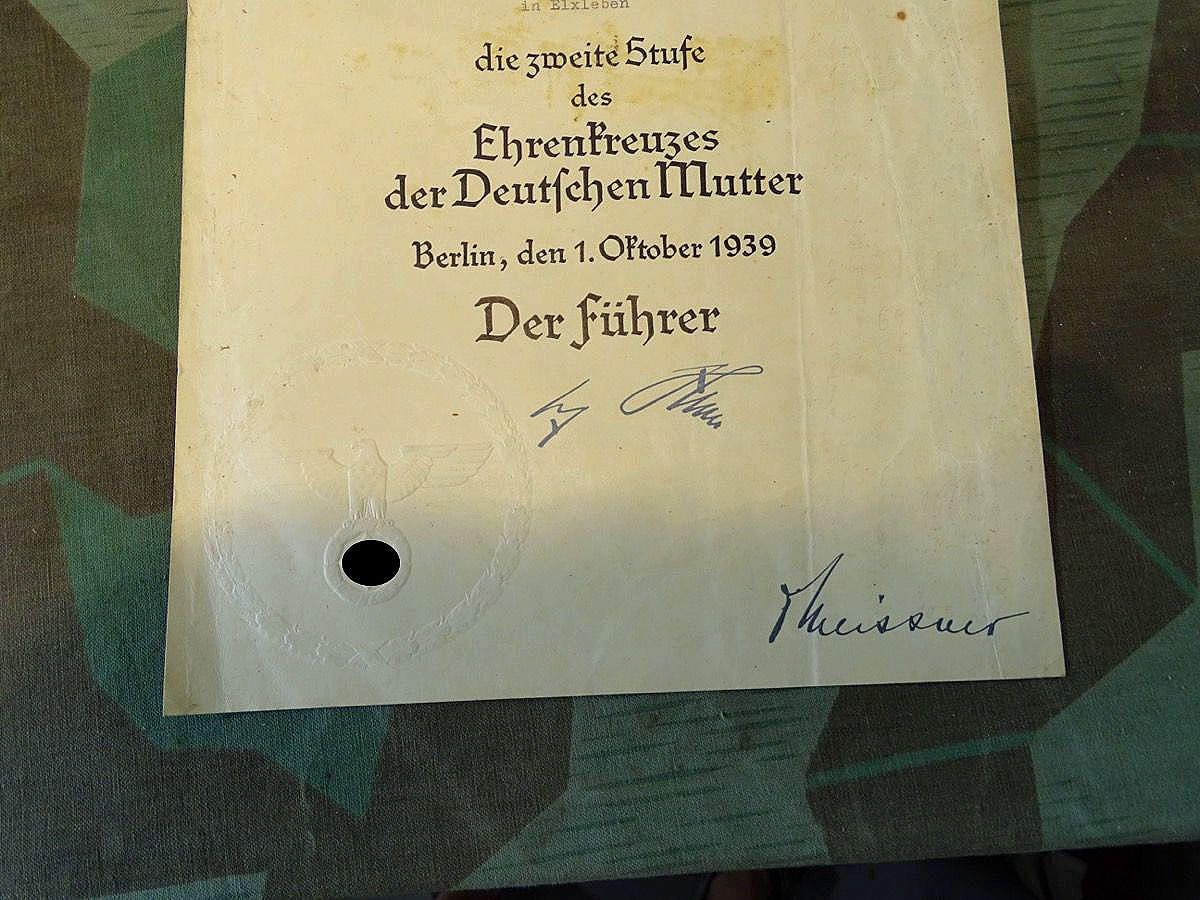 in Elxleben
die zweite Stufe
des
Ehrenkreuzes
der Deutschen Mutter
Berlin, den 1. Oktober 1939
Der Führer
Meissner